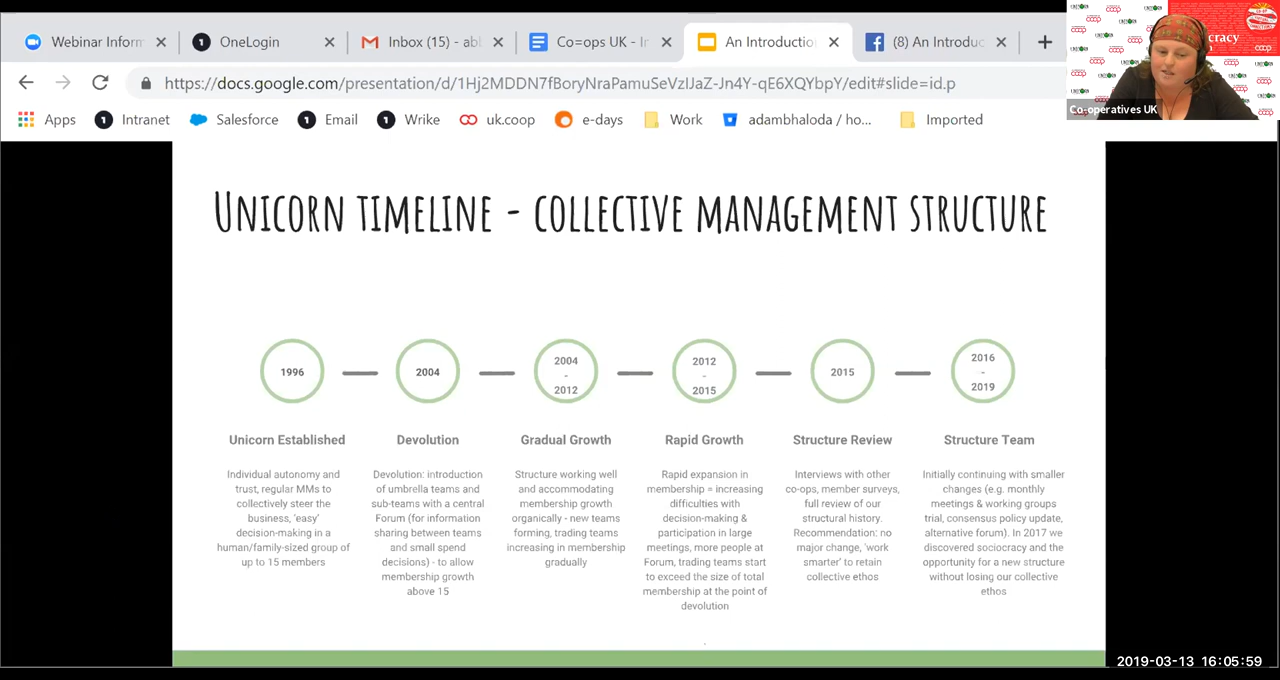 Webinar Inform
OneLogin
Inbox (15) - abl
Co=ops UK - In
An Introductio
(8) An Introduc
https://docs.google.com/presentation/d/1Hj2MDDN7fBoryNraPamuSeVzIJaZ-Jn4Y-qE6XQYbpY/edit#slide=id.p
Co-operatives UK
Apps
Intranet
Salesforce
Email
Wrike
uk.coop
e-days
Work
adambhaloda / ho...
Imported
UNICORN TIMELINE - COLLECTIVE MANAGEMENT STRUCTURE
1996
2004
2004
-
2012
2012
-
2015
2015
2016
-
2019
Unicorn Established
Individual autonomy and
trust, regular MMs to
collectively steer the
business, 'easy'
decision-making in a
human/family-sized group of
up to 15 members
Devolution
Devolution: introduction
of umbrella teams and
sub-teams with a central
Forum (for information
sharing between teams
and small spend
decisions) - to allow
membership growth
above 15
Gradual Growth
Structure working well
and accommodating
membership growth
organically - new teams
forming, trading teams
increasing in membership
gradually
Rapid Growth
Rapid expansion in
membership = increasing
difficulties with
decision-making &
participation in large
meetings, more people at
Forum, trading teams start
to exceed the size of total
membership at the point of
devolution
Structure Review
Interviews with other
co-ops, member surveys,
full review of our
structural history.
Recommendation: no
major change, 'work
smarter' to retain
collective ethos
Structure Team
Initially continuing with smaller
changes (e.g. monthly
meetings & working groups
trial, consensus policy update,
alternative forum). In 2017 we
discovered sociocracy and the
opportunity for a new structure
without losing our collective
ethos
2019-03-13 16:05:59